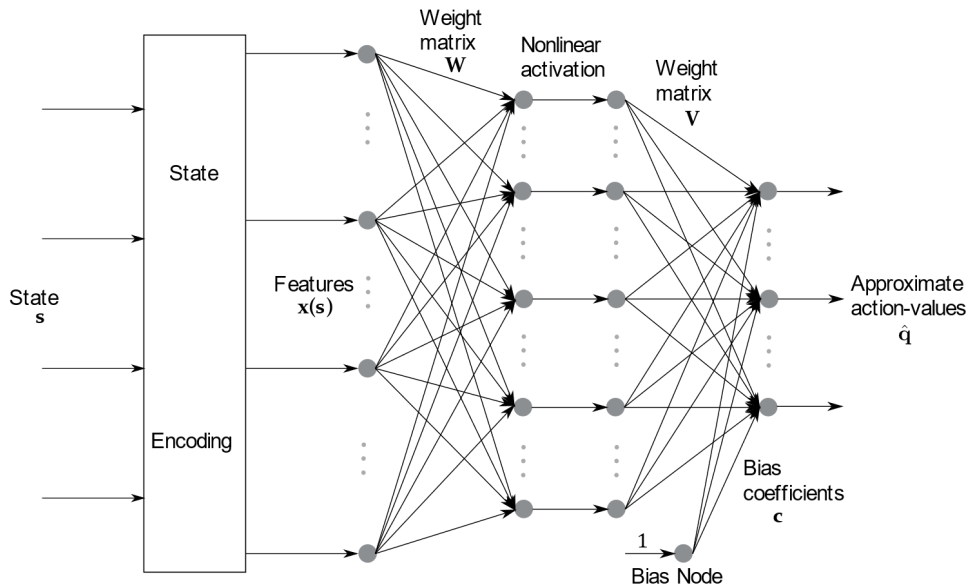 State
s
State
Encoding
Features
x(s)
Weight
matrix
W
Nonlinear
activation
Weight
matrix
V
Approximate
action-values
q̂
Bias
coefficients
c
1
Bias Node